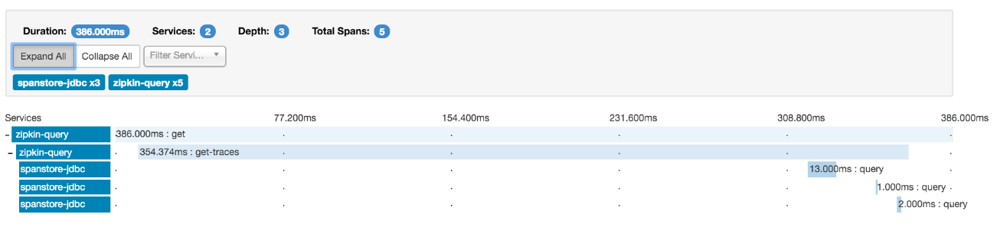 Duration: 386.000ms Services: 2 Depth: 3 Total Spans: 5
Expand All Collapse All Filter Servi...
spanstore-jdbc x3 zipkin-query x5
Services 77.200ms 154.400ms 231.600ms 308.800ms 386.000ms
- zipkin-query 386.000ms : get
- zipkin-query 354.374ms : get-traces
spanstore-jdbc 13.000ms : query
spanstore-jdbc 1.000ms : query
spanstore-jdbc 2.000ms : query